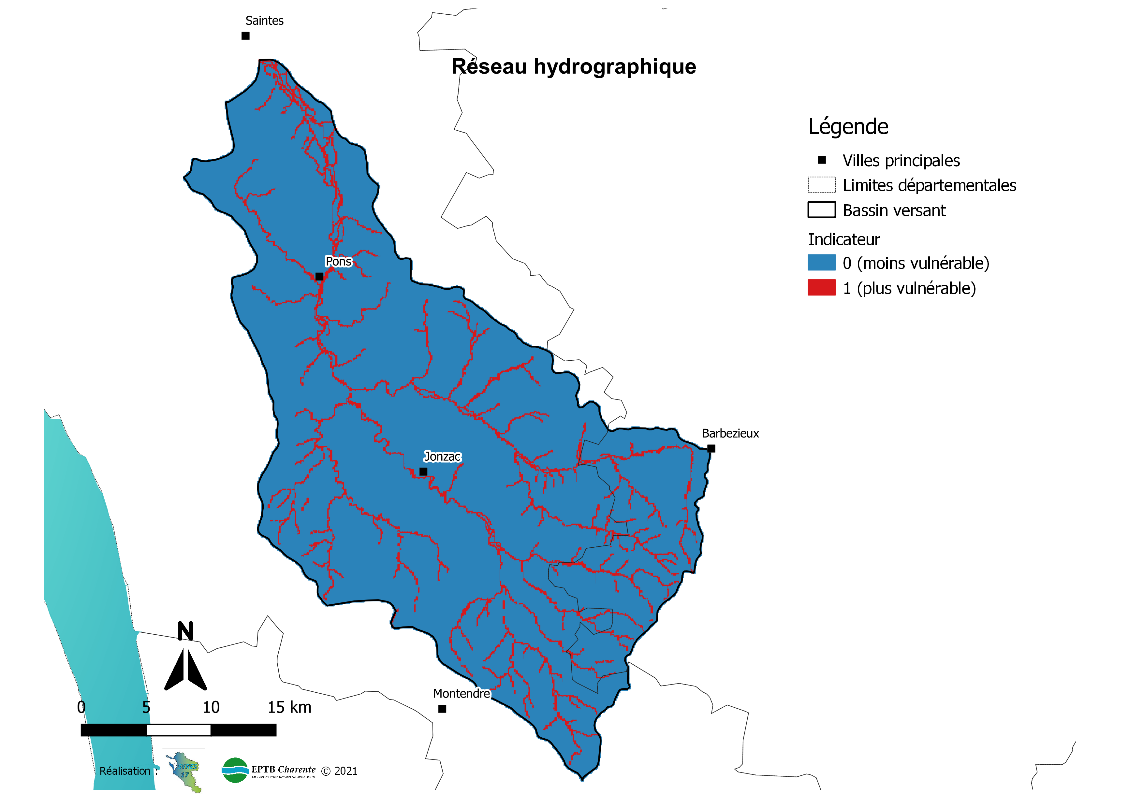 Saintes
Réseau hydrographique
Légende
Villes principales
Limites départementales
Bassin versant
Indicateur
0 (moins vulnérable)
1 (plus vulnérable)
Pons
Barbezieux
Jonzac
N
Montendre
0 5 10 15 km
Réalisation :
EPTB Charente © 2021